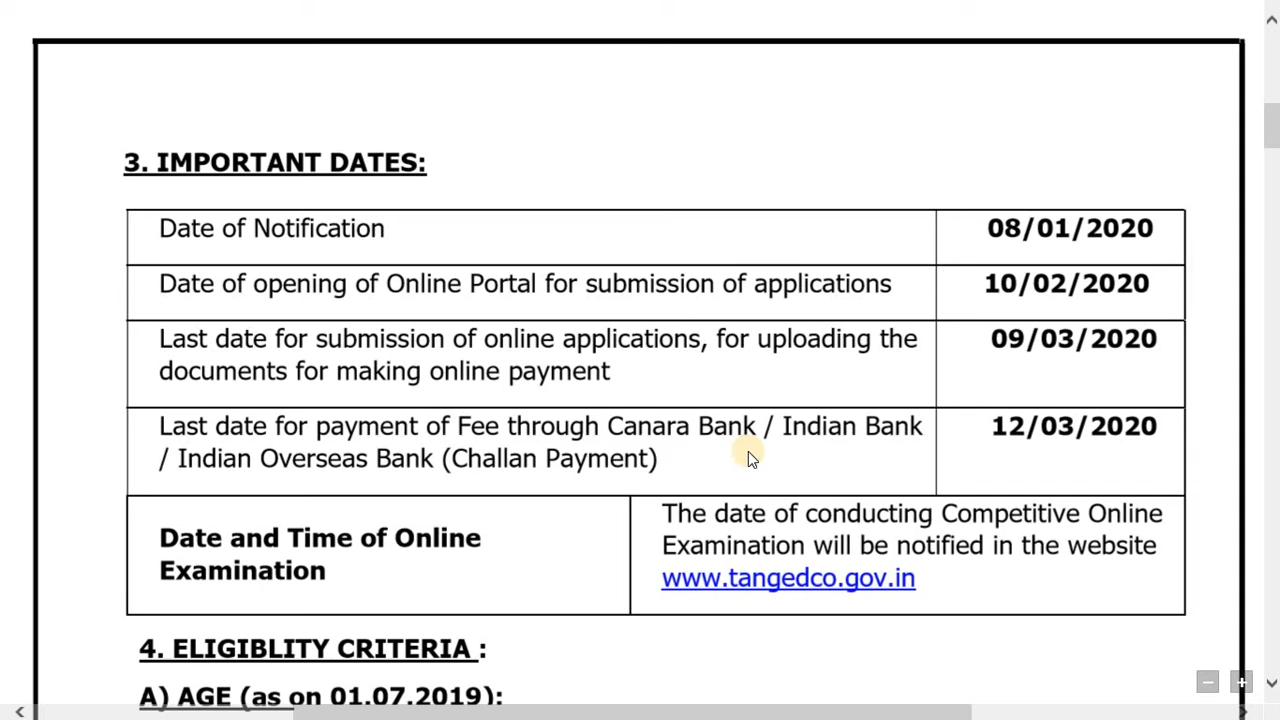 3. IMPORTANT DATES:
Date of Notification 08/01/2020
Date of opening of Online Portal for submission of applications 10/02/2020
Last date for submission of online applications, for uploading the 09/03/2020
documents for making online payment
Last date for payment of Fee through Canara Bank / Indian Bank 12/03/2020
/ Indian Overseas Bank (Challan Payment)
Date and Time of Online
Examination
The date of conducting Competitive Online
Examination will be notified in the website
www.tangedco.gov.in
4. ELIGIBLITY CRITERIA :
A) AGE (as on 01.07.2019):